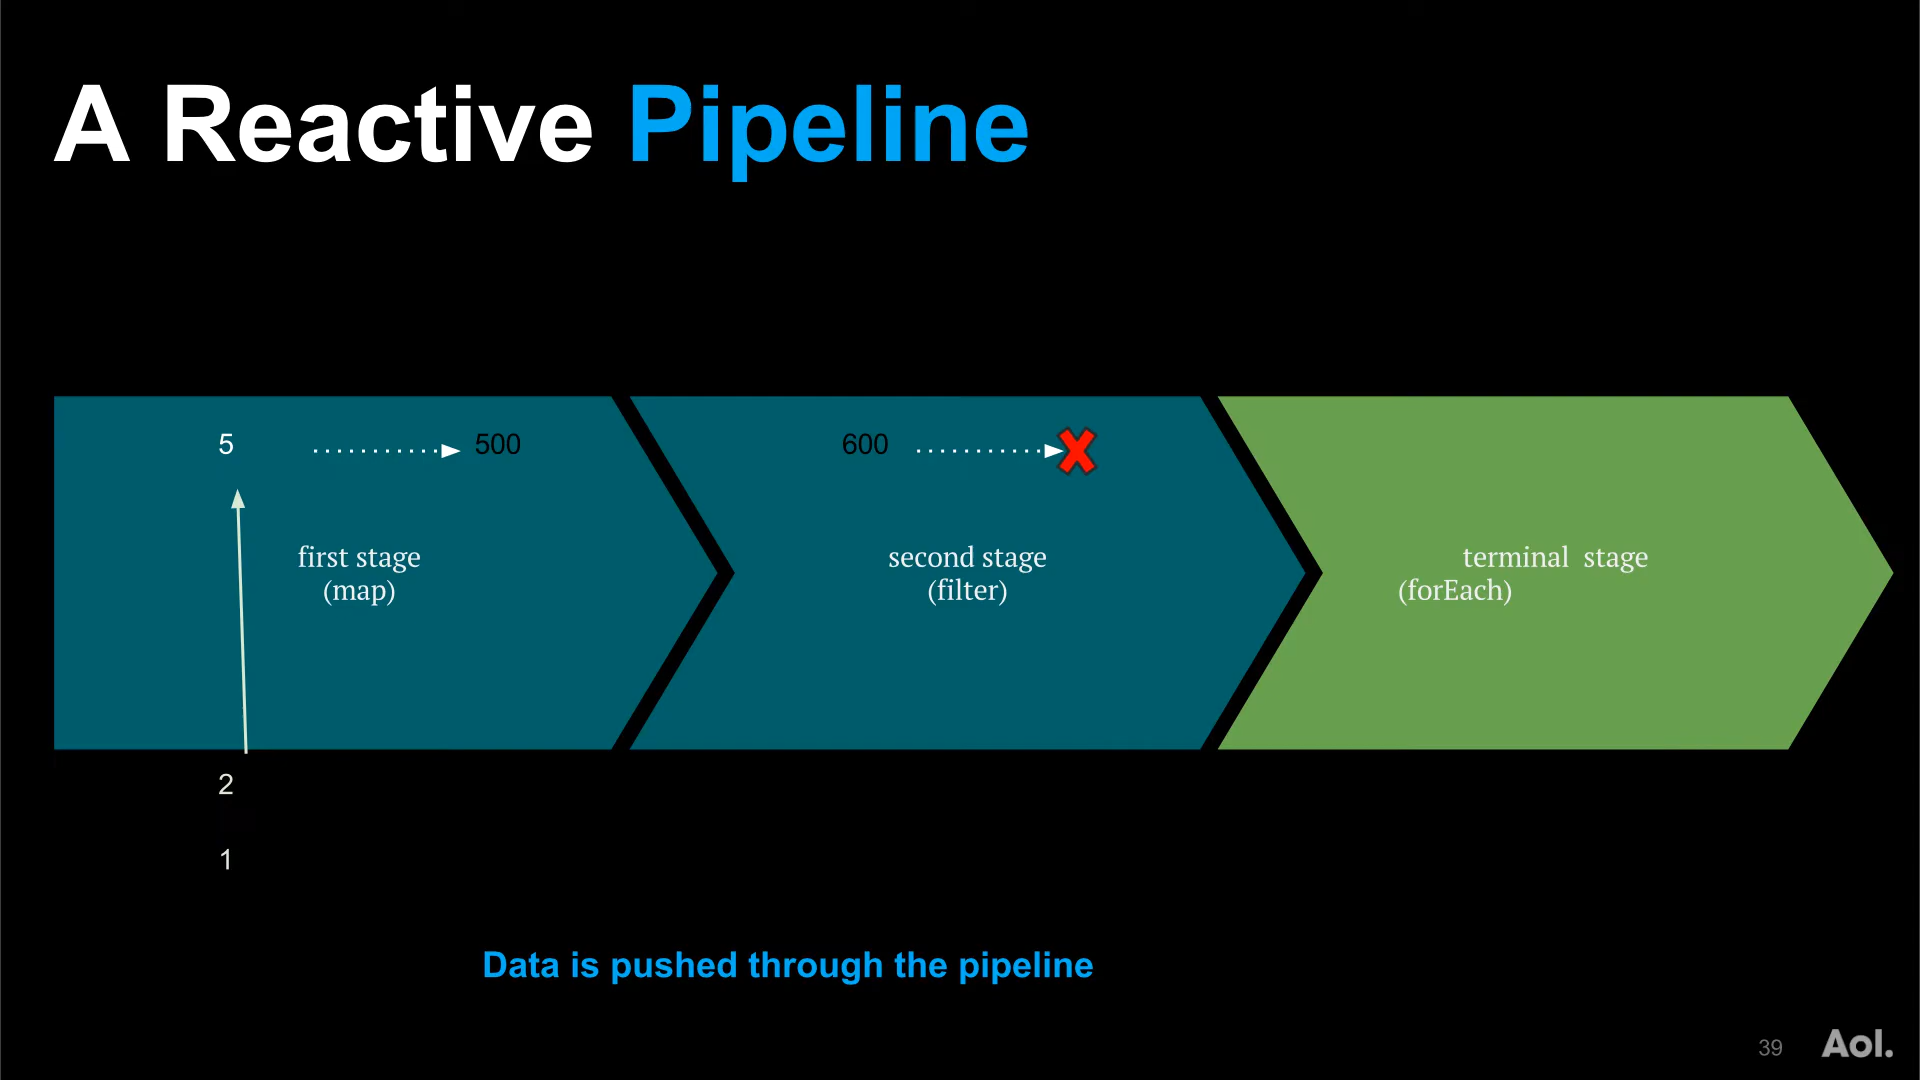 A Reactive Pipeline
5 500 600
first stage
(map)
second stage
(filter)
terminal stage
(forEach)
2
1
Data is pushed through the pipeline
39 Aol.